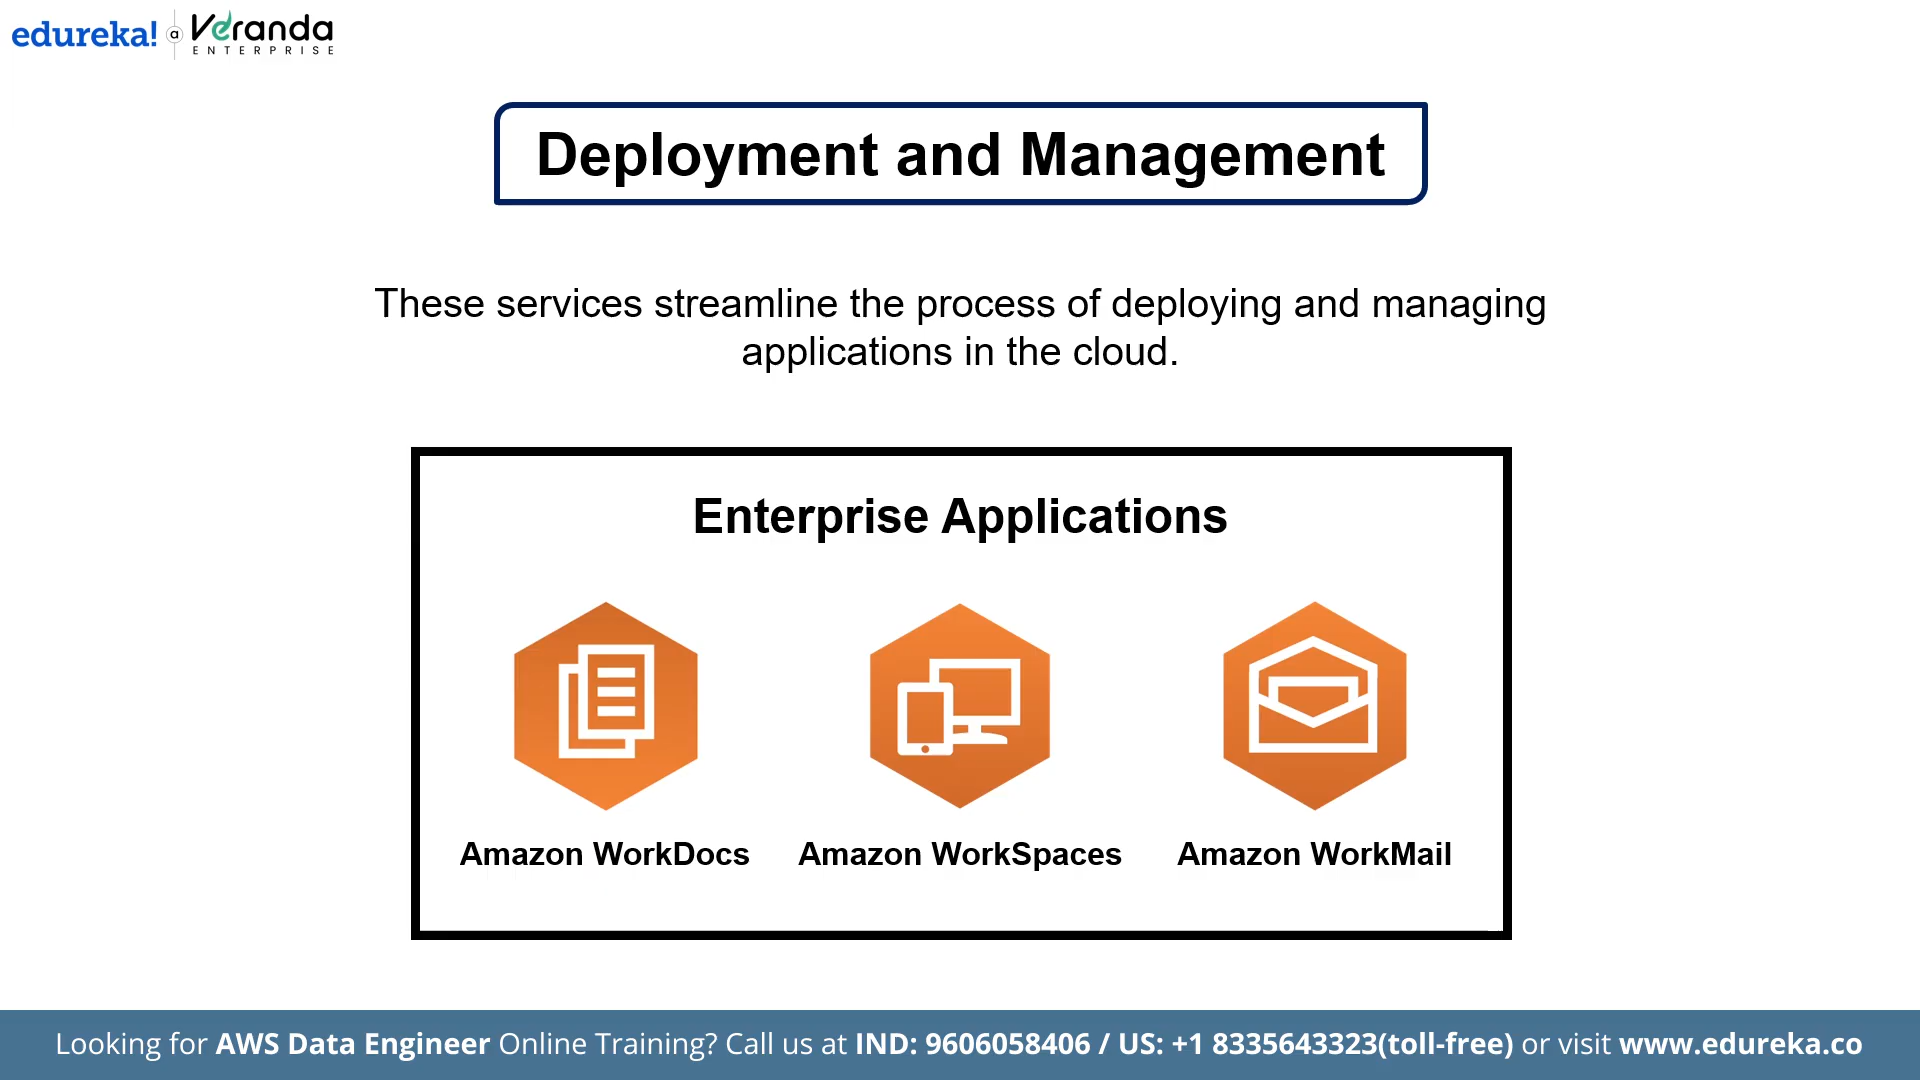 edureka! a Veranda
ENTERPRISE
Deployment and Management
These services streamline the process of deploying and managing
applications in the cloud.
Enterprise Applications
Amazon WorkDocs Amazon WorkSpaces Amazon WorkMail
Looking for AWS Data Engineer Online Training? Call us at IND: 9606058406 / US: +1 8335643323(toll-free) or visit www.edureka.co